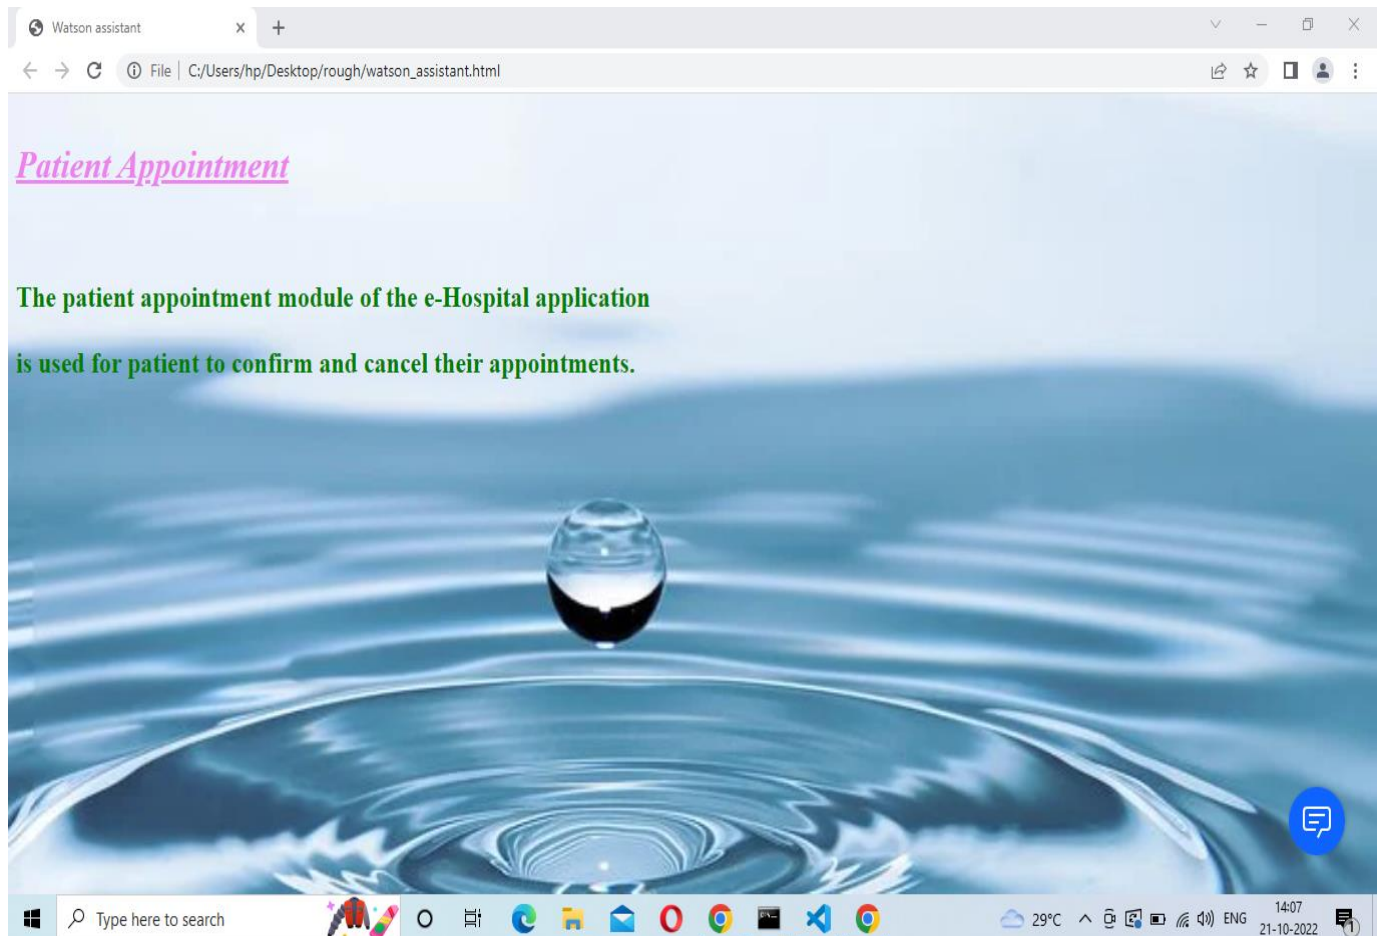 Watson assistant
File
C:/Users/hp/Desktop/rough/watson_assistant.html
Patient Appointment
The patient appointment module of the e-Hospital application
is used for patient to confirm and cancel their appointments.
Type here to search
29°C
ENG
14:07
21-10-2022
1